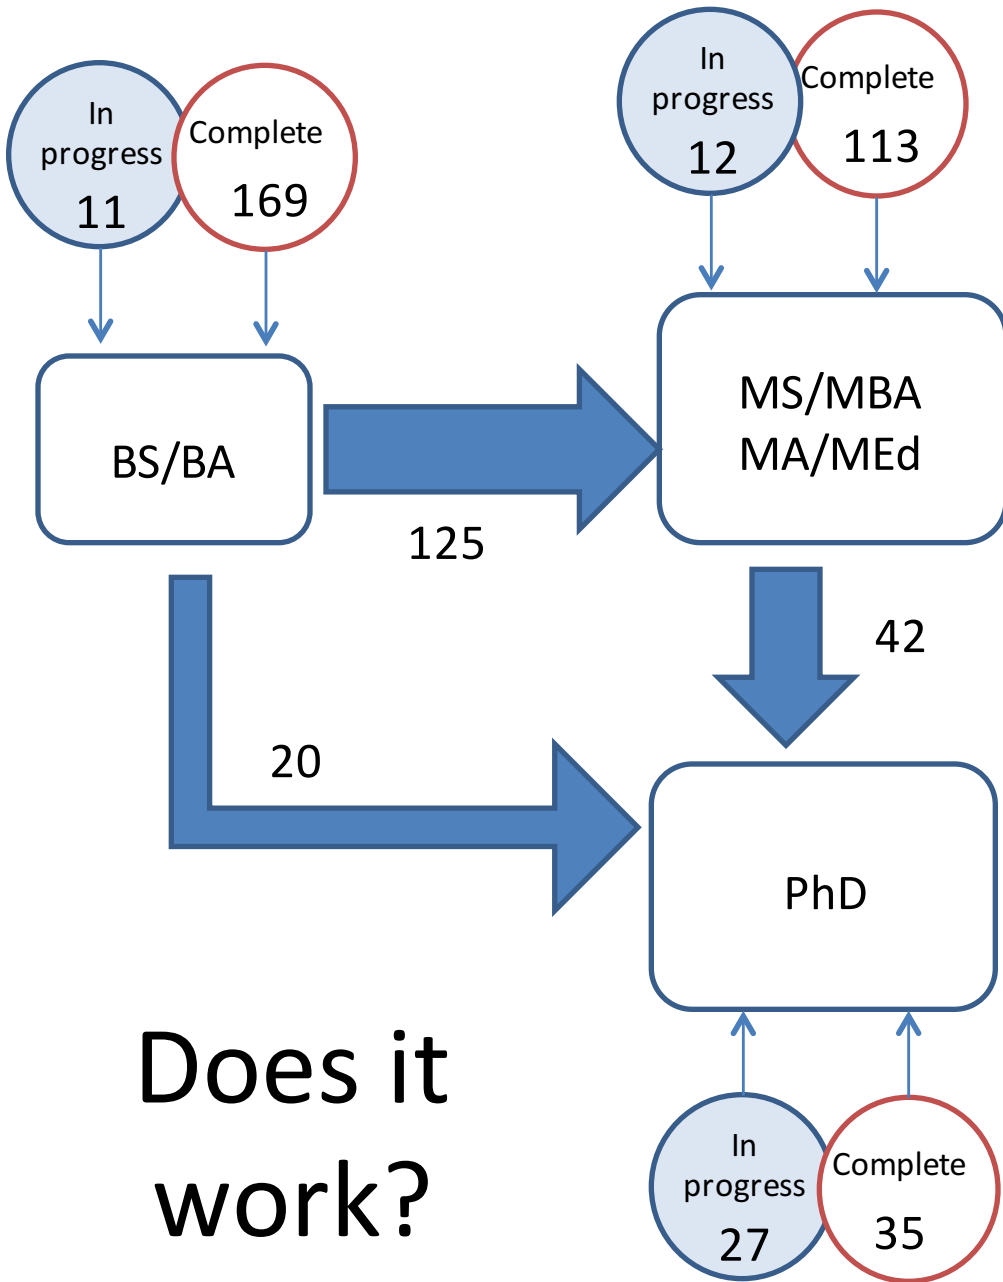 In
progress
11
Complete
169
In
progress
12
Complete
113
BS/BA
125
MS/MBA
MA/MEd
42
20
PhD
Does it
work?
In
progress
27
Complete
35